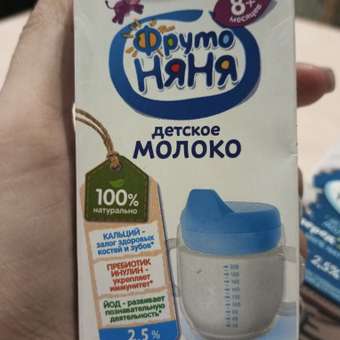 8+
месяцев
Фруто
НЯНЯ
детское
МОЛОКО
100%
натурально
КАЛЬЦИЙ -
залог здоровых
костей и зубов*
ПРЕБИОТИК
ИНУЛИН -
укрепляет
иммунитет*
ЙОД - развивает
познавательную
деятельность*
2,5 %
2,5%